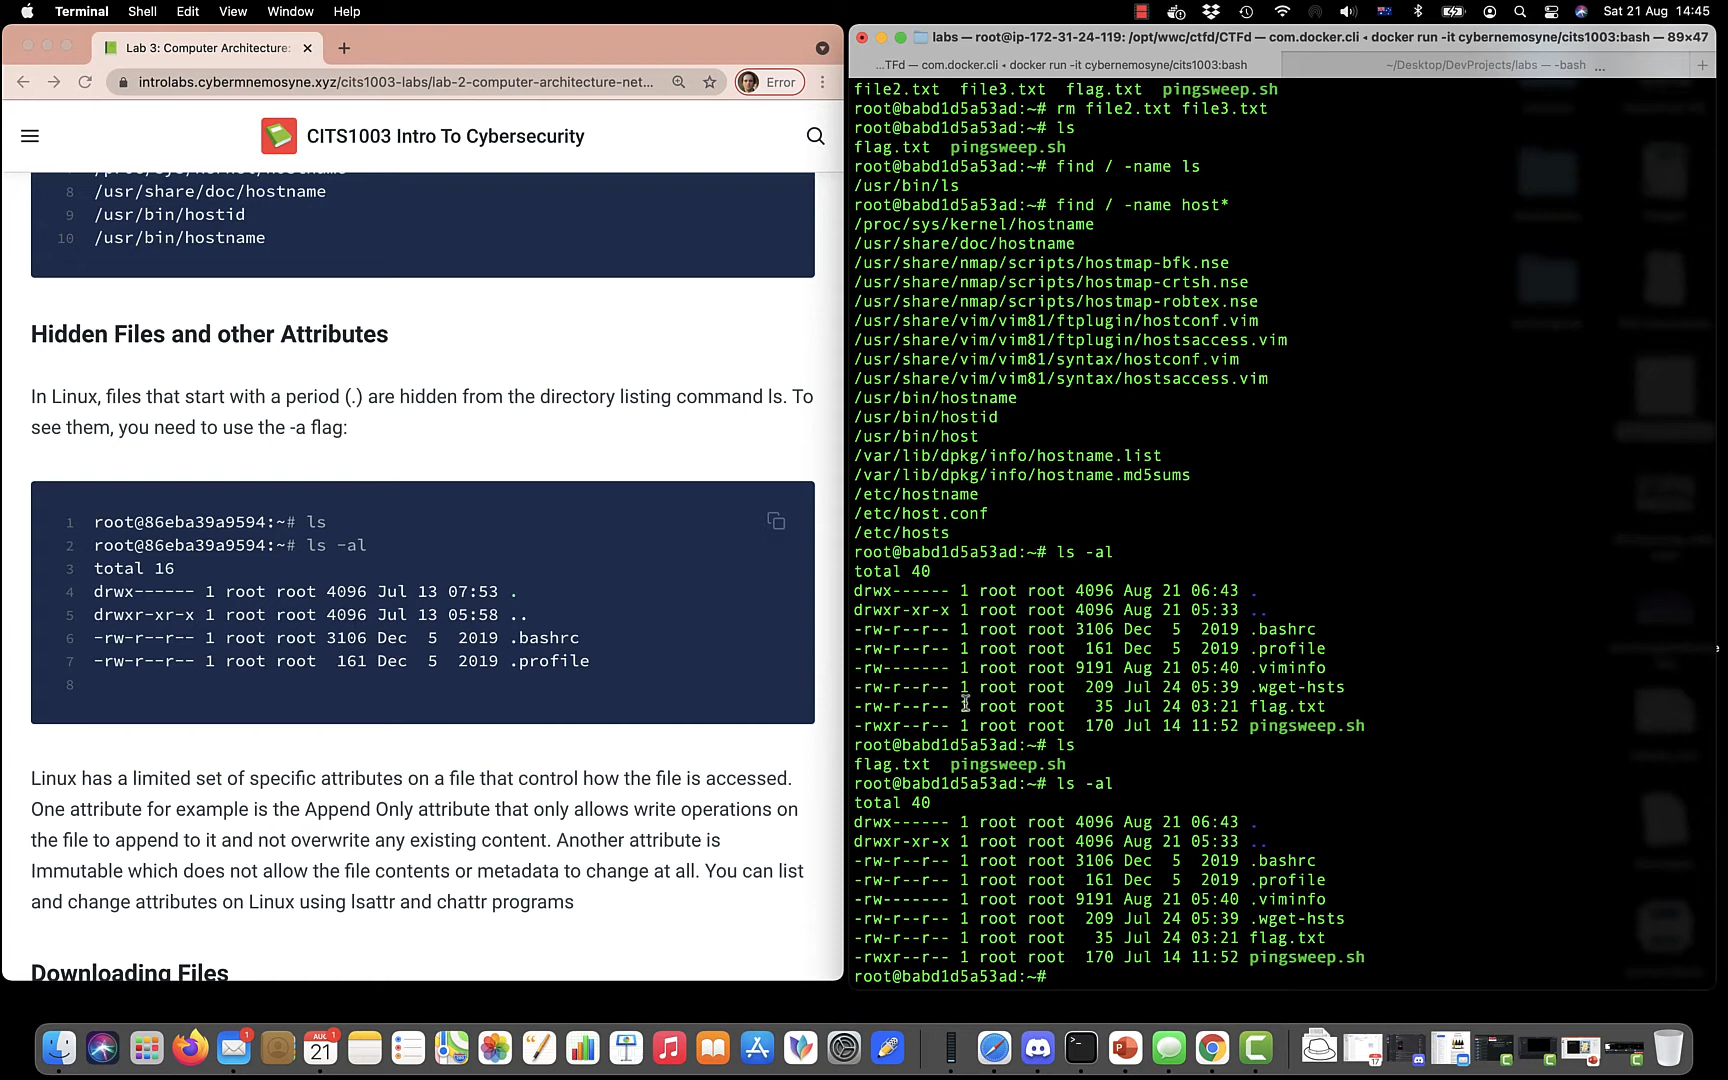 Terminal Shell Edit View Window Help Sat 21 Aug 14:45
Lab 3: Computer Architecture:
introlabs.cybermnemosyne.xyz/cits1003-labs/lab-2-computer-architecture-net... Error
CITS1003 Intro To Cybersecurity
8 /usr/share/doc/hostname
9 /usr/bin/hostid
10 /usr/bin/hostname
Hidden Files and other Attributes
In Linux, files that start with a period (.) are hidden from the directory listing command ls. To
see them, you need to use the -a flag:
1 root@86eba39a9594:~# ls
2 root@86eba39a9594:~# ls -al
3 total 16
4 drwx------ 1 root root 4096 Jul 13 07:53 .
5 drwxr-xr-x 1 root root 4096 Jul 13 05:58 ..
6 -rw-r--r-- 1 root root 3106 Dec  5  2019 .bashrc
7 -rw-r--r-- 1 root root  161 Dec  5  2019 .profile
8
Linux has a limited set of specific attributes on a file that control how the file is accessed.
One attribute for example is the Append Only attribute that only allows write operations on
the file to append to it and not overwrite any existing content. Another attribute is
Immutable which does not allow the file contents or metadata to change at all. You can list
and change attributes on Linux using lsattr and chattr programs
Downloading Files
labs — root@ip-172-31-24-119: /opt/wwc/ctfd/CTFd — com.docker.cli ◂ docker run -it cybernemosyne/cits1003:bash — 89×47
...TFd — com.docker.cli ◂ docker run -it cybernemosyne/cits1003:bash ~/Desktop/DevProjects/labs — -bash ...
file2.txt  file3.txt  flag.txt  pingsweep.sh
root@babd1d5a53ad:~# rm file2.txt file3.txt
root@babd1d5a53ad:~# ls
flag.txt  pingsweep.sh
root@babd1d5a53ad:~# find / -name ls
/usr/bin/ls
root@babd1d5a53ad:~# find / -name host*
/proc/sys/kernel/hostname
/usr/share/doc/hostname
/usr/share/nmap/scripts/hostmap-bfk.nse
/usr/share/nmap/scripts/hostmap-crtsh.nse
/usr/share/nmap/scripts/hostmap-robtex.nse
/usr/share/vim/vim81/ftplugin/hostconf.vim
/usr/share/vim/vim81/ftplugin/hostsaccess.vim
/usr/share/vim/vim81/syntax/hostconf.vim
/usr/share/vim/vim81/syntax/hostsaccess.vim
/usr/bin/hostname
/usr/bin/hostid
/usr/bin/host
/var/lib/dpkg/info/hostname.list
/var/lib/dpkg/info/hostname.md5sums
/etc/hostname
/etc/host.conf
/etc/hosts
root@babd1d5a53ad:~# ls -al
total 40
drwx------ 1 root root 4096 Aug 21 06:43 .
drwxr-xr-x 1 root root 4096 Aug 21 05:33 ..
-rw-r--r-- 1 root root 3106 Dec  5  2019 .bashrc
-rw-r--r-- 1 root root  161 Dec  5  2019 .profile
-rw------- 1 root root 9191 Aug 21 05:40 .viminfo
-rw-r--r-- 1 root root  209 Jul 24 05:39 .wget-hsts
-rw-r--r-- 1 root root   35 Jul 24 03:21 flag.txt
-rwxr--r-- 1 root root  170 Jul 14 11:52 pingsweep.sh
root@babd1d5a53ad:~# ls
flag.txt  pingsweep.sh
root@babd1d5a53ad:~# ls -al
total 40
drwx------ 1 root root 4096 Aug 21 06:43 .
drwxr-xr-x 1 root root 4096 Aug 21 05:33 ..
-rw-r--r-- 1 root root 3106 Dec  5  2019 .bashrc
-rw-r--r-- 1 root root  161 Dec  5  2019 .profile
-rw------- 1 root root 9191 Aug 21 05:40 .viminfo
-rw-r--r-- 1 root root  209 Jul 24 05:39 .wget-hsts
-rw-r--r-- 1 root root   35 Jul 24 03:21 flag.txt
-rwxr--r-- 1 root root  170 Jul 14 11:52 pingsweep.sh
root@babd1d5a53ad:~#
1
AUG 1
21